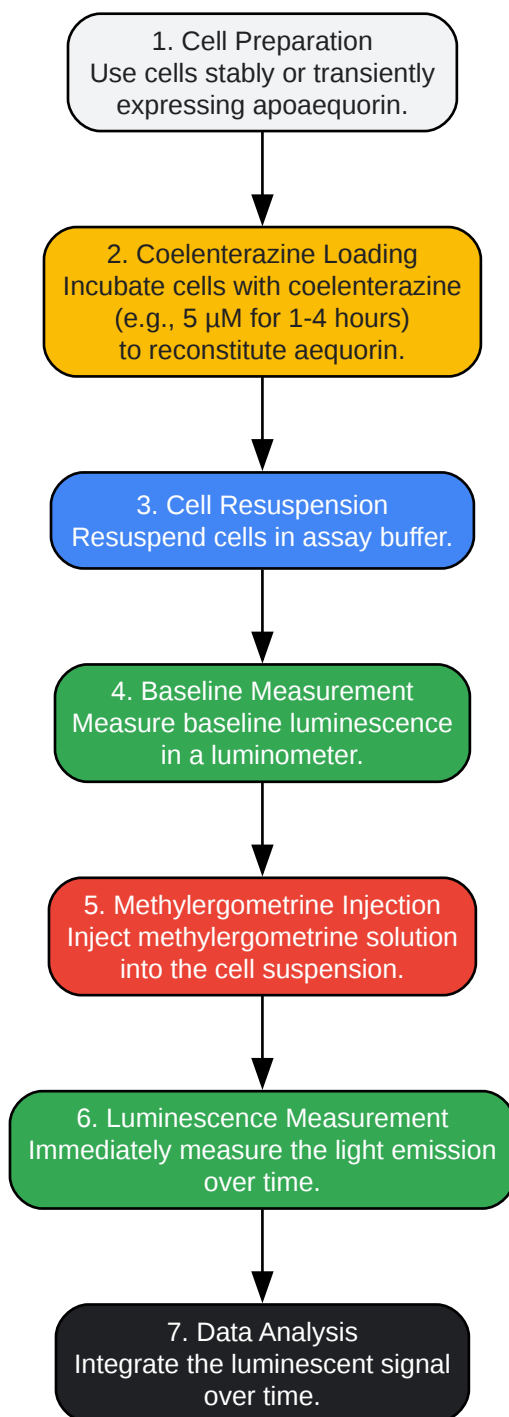 1. Cell Preparation
Use cells stably or transiently
expressing apoaequorin.
2. Coelenterazine Loading
Incubate cells with coelenterazine
(e.g., 5 µM for 1-4 hours)
to reconstitute aequorin.
3. Cell Resuspension
Resuspend cells in assay buffer.
4. Baseline Measurement
Measure baseline luminescence
in a luminometer.
5. Methylergometrine Injection
Inject methylergometrine solution
into the cell suspension.
6. Luminescence Measurement
Immediately measure the light emission
over time.
7. Data Analysis
Integrate the luminescent signal
over time.